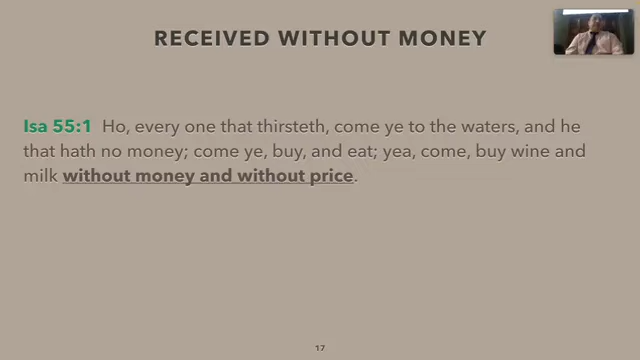 RECEIVED WITHOUT MONEY
Isa 55:1 Ho, every one that thirsteth, come ye to the waters, and he
that hath no money; come ye, buy, and eat; yea, come, buy wine and
milk without money and without price.
17